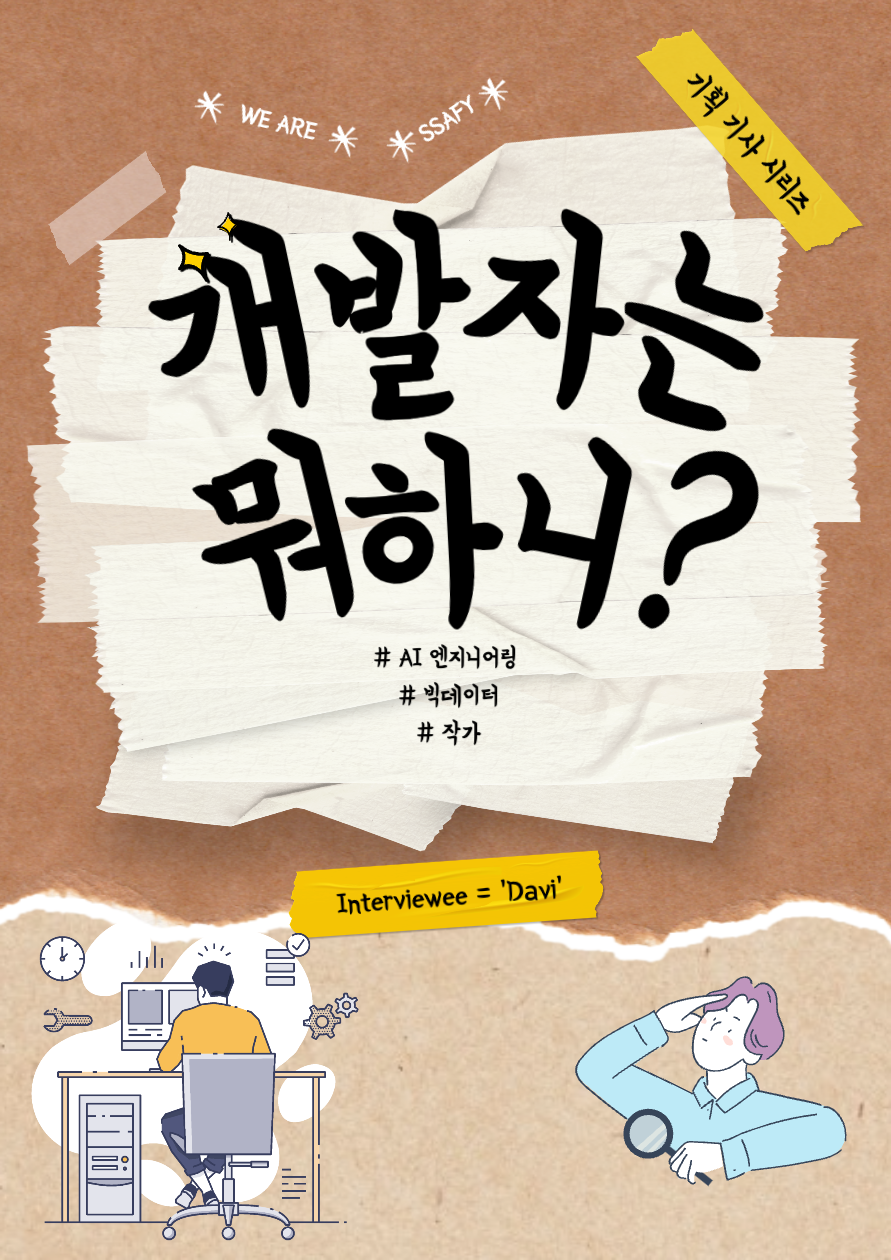 WE ARE SSAFY
기획 기사 시리즈
개발자는
뭐하니?
# AI 엔지니어링
# 빅데이터
# 작가
Interviewee = 'Davi'